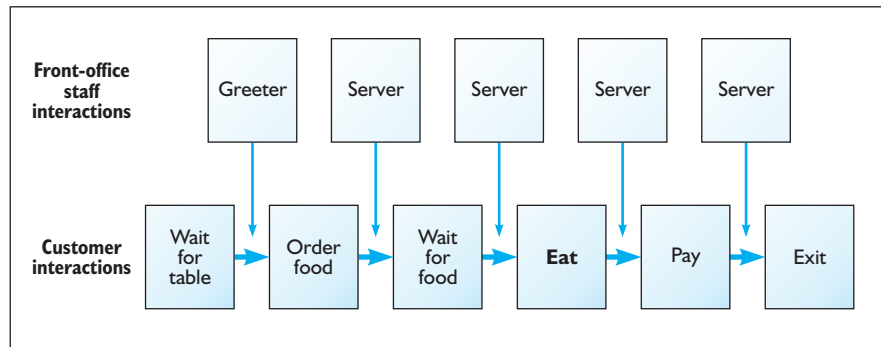 Front-office
staff
interactions
Greeter
Server
Server
Server
Server
Customer
interactions
Wait
for
table
Order
food
Wait
for
food
Eat
Pay
Exit